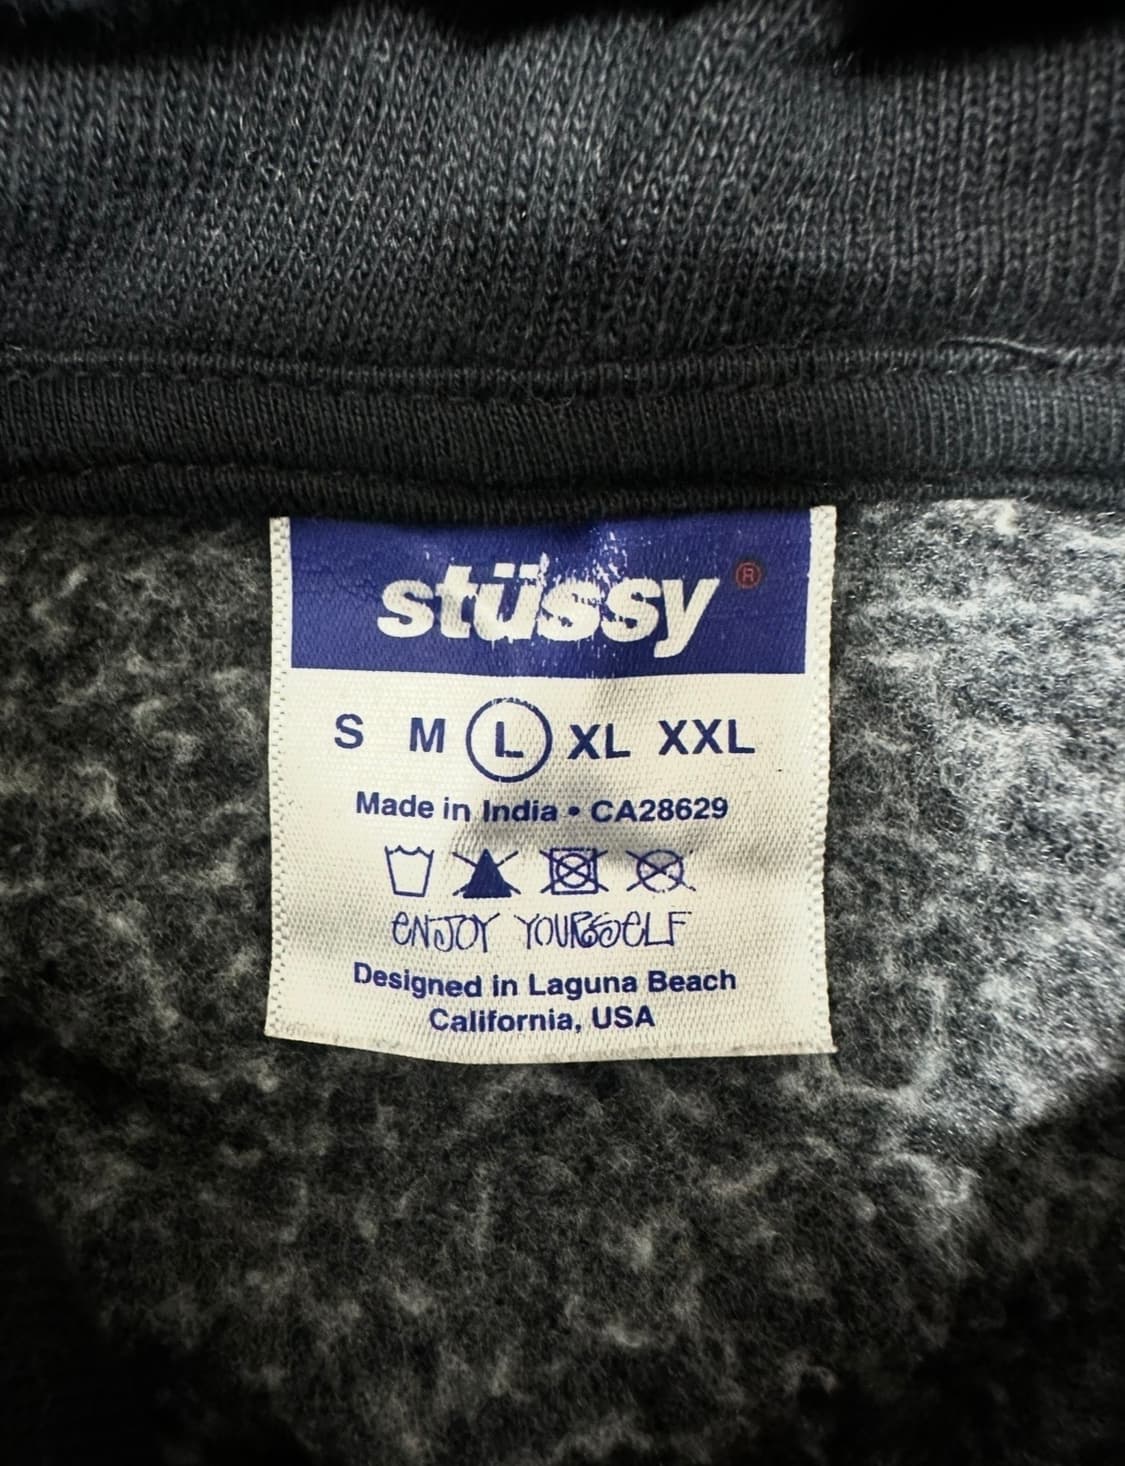 stüssy ®
S M L XL XXL
Made in India • CA28629
ENJOY YOURSELF
Designed in Laguna Beach
California, USA